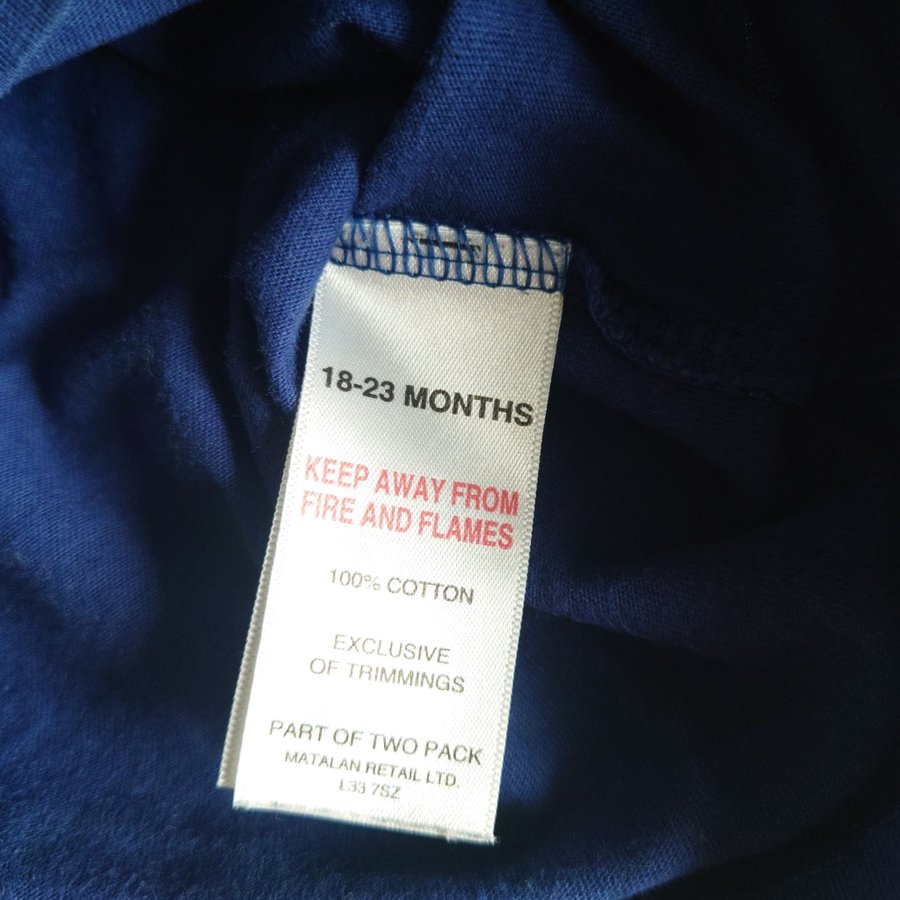 18-23 MONTHS
KEEP AWAY FROM
FIRE AND FLAMES
100% COTTON
EXCLUSIVE
OF TRIMMINGS
PART OF TWO PACK
MATALAN RETAIL LTD.
L33 7SZ